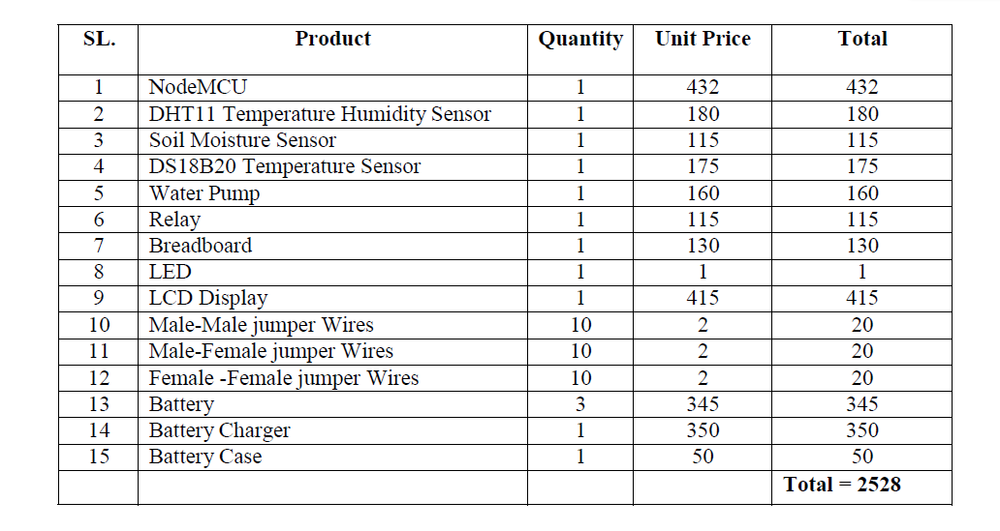 SL. Product Quantity Unit Price Total
1 NodeMCU 1 432 432
2 DHT11 Temperature Humidity Sensor 1 180 180
3 Soil Moisture Sensor 1 115 115
4 DS18B20 Temperature Sensor 1 175 175
5 Water Pump 1 160 160
6 Relay 1 115 115
7 Breadboard 1 130 130
8 LED 1 1 1
9 LCD Display 1 415 415
10 Male-Male jumper Wires 10 2 20
11 Male-Female jumper Wires 10 2 20
12 Female -Female jumper Wires 10 2 20
13 Battery 3 345 345
14 Battery Charger 1 350 350
15 Battery Case 1 50 50
Total = 2528